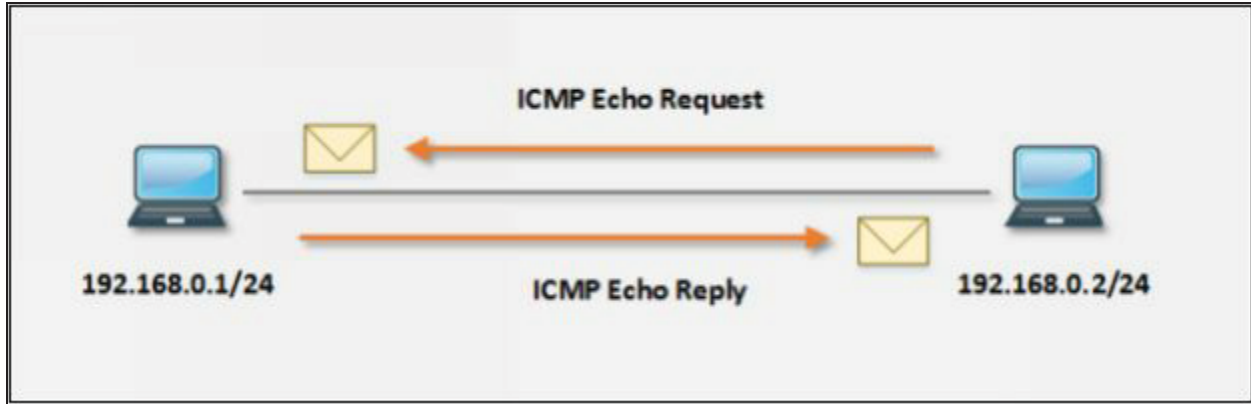 ICMP Echo Request
192.168.0.1/24
ICMP Echo Reply
192.168.0.2/24